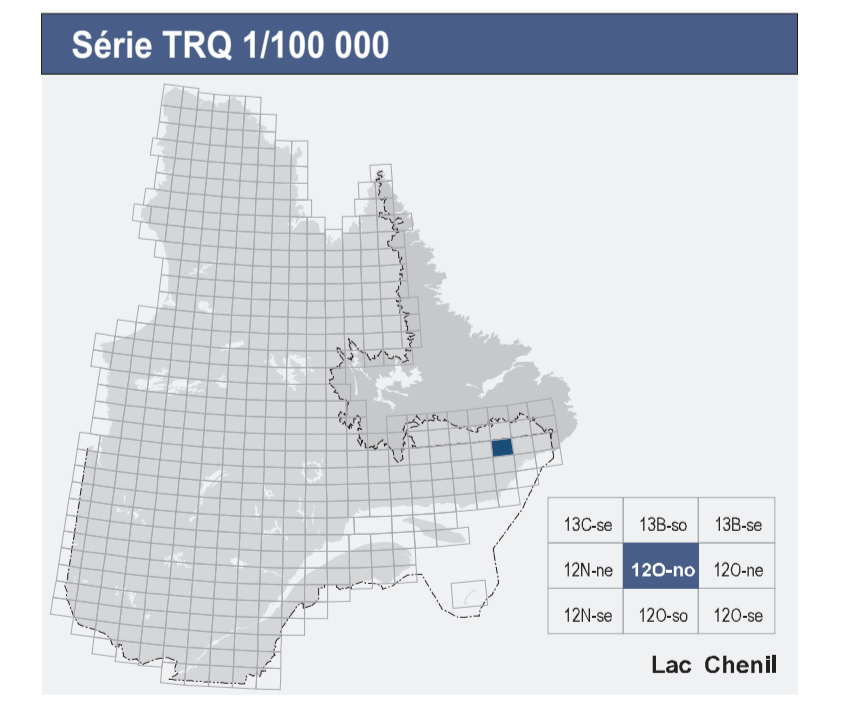 Série TRQ 1/100 000
13C-se 13B-so 13B-se
12N-ne 12O-no 12O-ne
12N-se 12O-so 12O-se
Lac Chenil